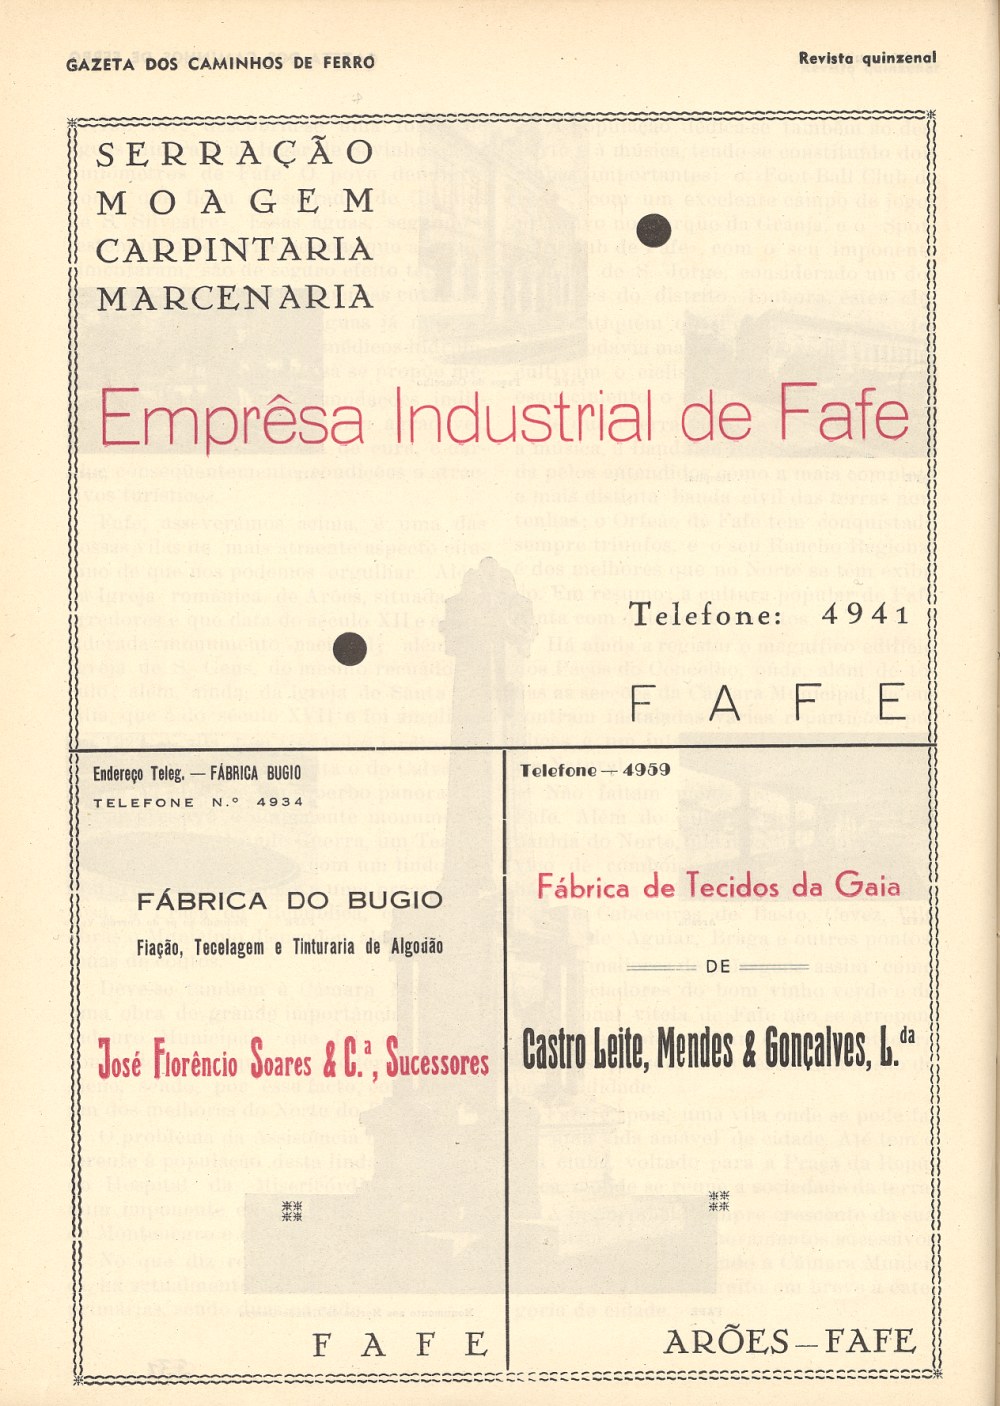 GAZETA DOS CAMINHOS DE FERRO
Revista quinzenal
SERRAÇÃO
MOAGEM
CARPINTARIA
MARCENARIA
Emprêsa Industrial de Fafe
Telefone: 4941
FAFE
Endereço Teleg. — FÁBRICA BUGIO
TELEFONE N.º 4934
FÁBRICA DO BUGIO
Fiação, Tecelagem e Tinturaria de Algodão
José Florêncio Soares & C.ª, Sucessores
FAFE
Telefone — 4959
Fábrica de Tecidos da Gaia
DE
Castro Leite, Mendes & Gonçalves, L.da
ARÕES — FAFE